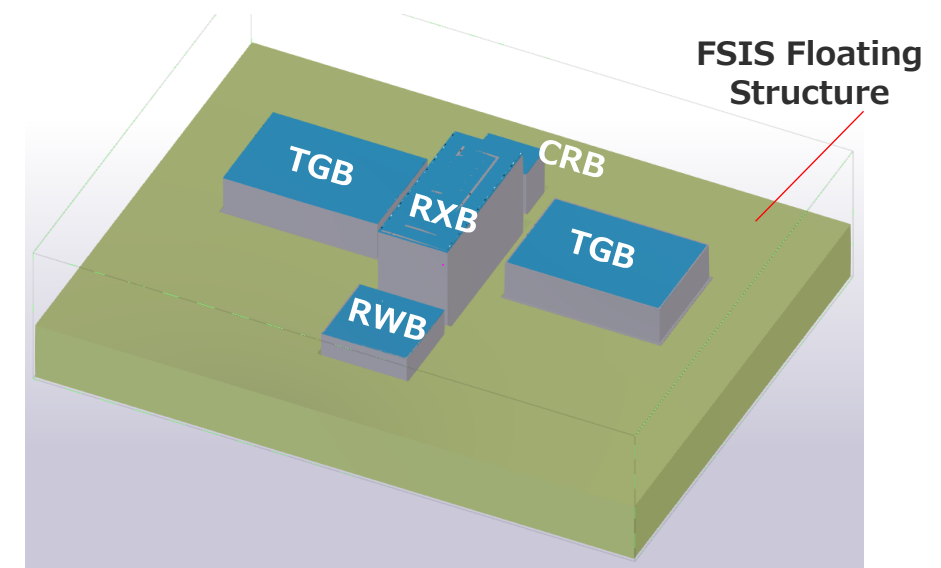 FSIS Floating
Structure
CRB
TGB
RXB
TGB
RWB